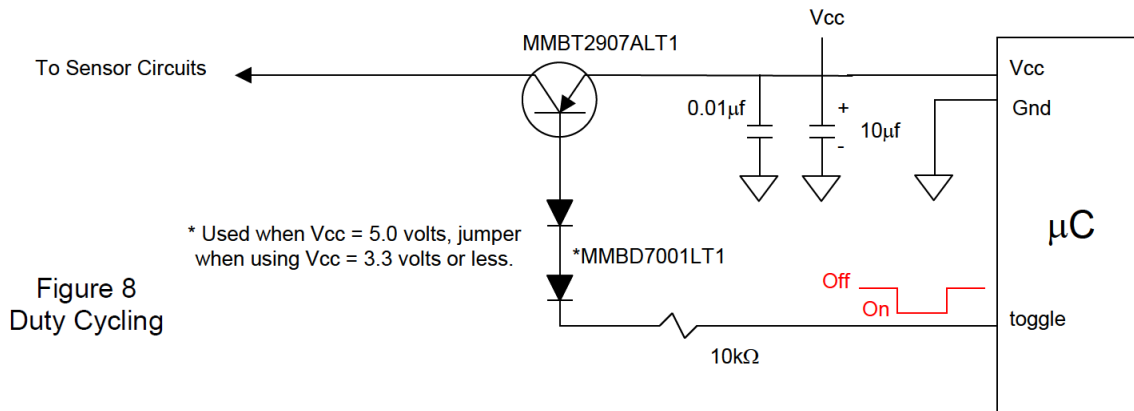 Vcc
MMBT2907ALT1
To Sensor Circuits
Vcc
0.01µf
+
10µf
-
Gnd
* Used when Vcc = 5.0 volts, jumper
when using Vcc = 3.3 volts or less.
*MMBD7001LT1
µC
Figure 8
Duty Cycling
Off
On
toggle
10kΩ